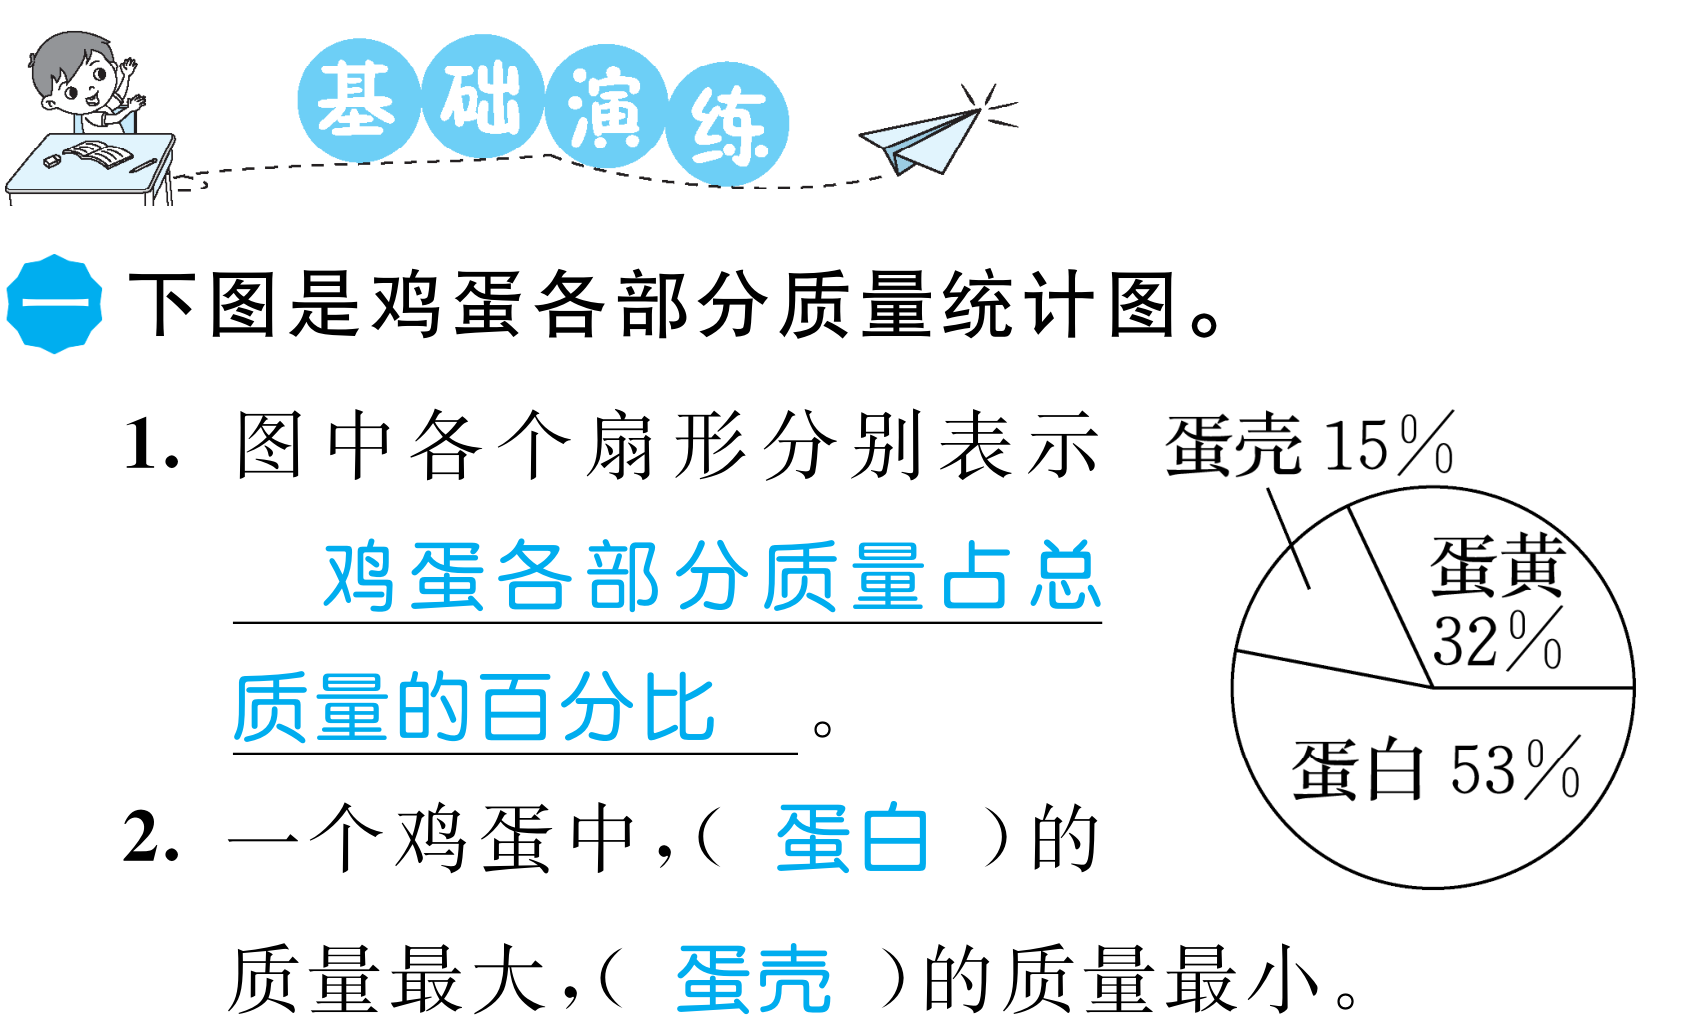 基础演练
一 下图是鸡蛋各部分质量统计图。
1. 图中各个扇形分别表示
鸡蛋各部分质量占总
质量的百分比。
蛋壳 15%
蛋黄
32%
蛋白 53%
2. 一个鸡蛋中,( 蛋白 )的
质量最大,( 蛋壳 )的质量最小。